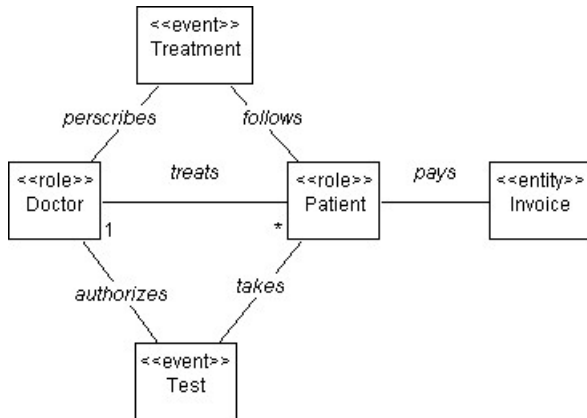 <<event>>
Treatment
perscribes
follows
<<role>>
Doctor
treats
<<role>>
Patient
pays
<<entity>>
Invoice
1
*
authorizes
takes
<<event>>
Test